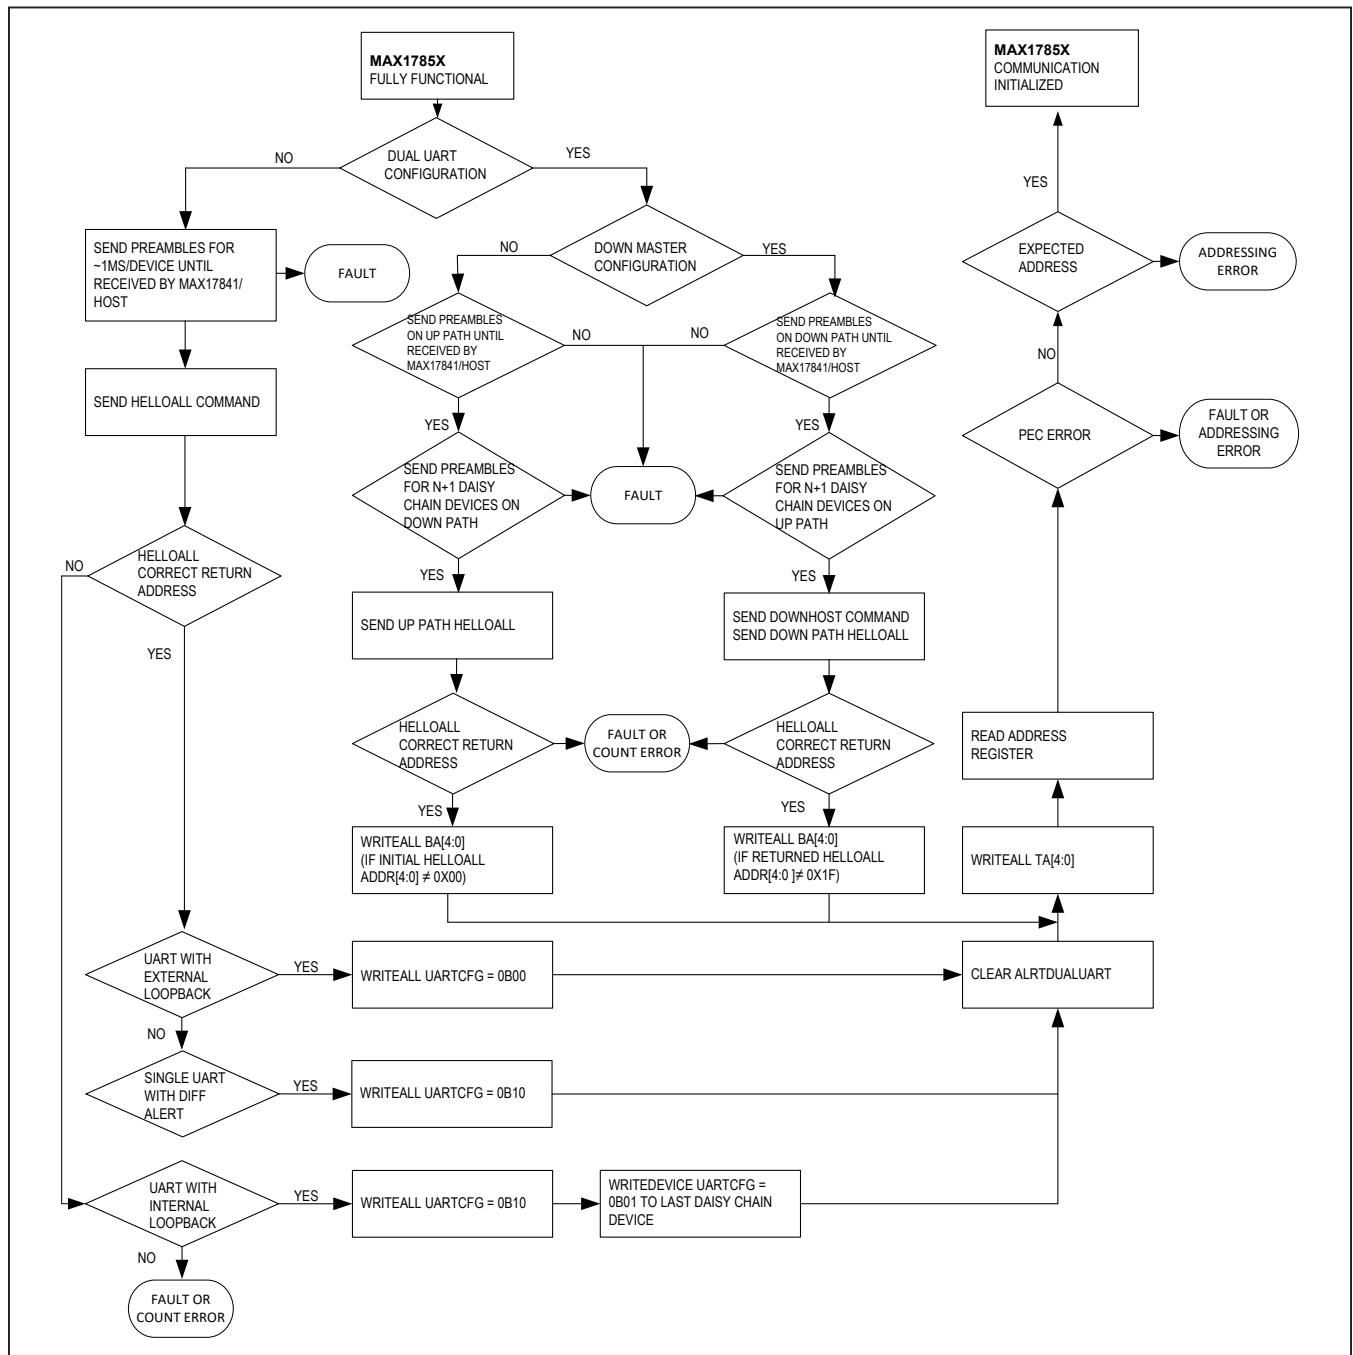 MAX1785X
FULLY FUNCTIONAL
DUAL UART
CONFIGURATION
NO
YES
SEND PREAMBLES FOR
~1MS/DEVICE UNTIL
RECEIVED BY MAX17841/
HOST
FAULT
SEND HELLOALL COMMAND
HELLOALL
CORRECT RETURN
ADDRESS
NO
YES
DOWN MASTER
CONFIGURATION
NO
YES
SEND PREAMBLES
ON UP PATH UNTIL
RECEIVED BY
MAX17841/HOST
NO
YES
SEND PREAMBLES
ON DOWN PATH UNTIL
RECEIVED BY
MAX17841/HOST
NO
YES
SEND PREAMBLES
FOR N+1 DAISY
CHAIN DEVICES ON
DOWN PATH
YES
FAULT
SEND PREAMBLES
FOR N+1 DAISY
CHAIN DEVICES ON
UP PATH
YES
SEND UP PATH HELLOALL
SEND DOWNHOST COMMAND
SEND DOWN PATH HELLOALL
HELLOALL
CORRECT RETURN
ADDRESS
YES
FAULT OR
COUNT ERROR
HELLOALL
CORRECT RETURN
ADDRESS
YES
WRITEALL BA[4:0]
(IF INITIAL HELLOALL
ADDR[4:0] ≠ 0X00)
WRITEALL BA[4:0]
(IF RETURNED HELLOALL
ADDR[4:0 ]≠ 0X1F)
UART WITH
EXTERNAL
LOOPBACK
YES
NO
WRITEALL UARTCFG = 0B00
SINGLE UART
WITH DIFF
ALERT
YES
WRITEALL UARTCFG = 0B10
UART WITH
INTERNAL
LOOPBACK
YES
NO
WRITEALL UARTCFG = 0B10
WRITEDEVICE UARTCFG =
0B01 TO LAST DAISY CHAIN
DEVICE
FAULT OR
COUNT ERROR
CLEAR ALRTDUALUART
WRITEALL TA[4:0]
READ ADDRESS
REGISTER
PEC ERROR
FAULT OR
ADDRESSING
ERROR
NO
EXPECTED
ADDRESS
ADDRESSING
ERROR
YES
MAX1785X
COMMUNICATION
INITIALIZED